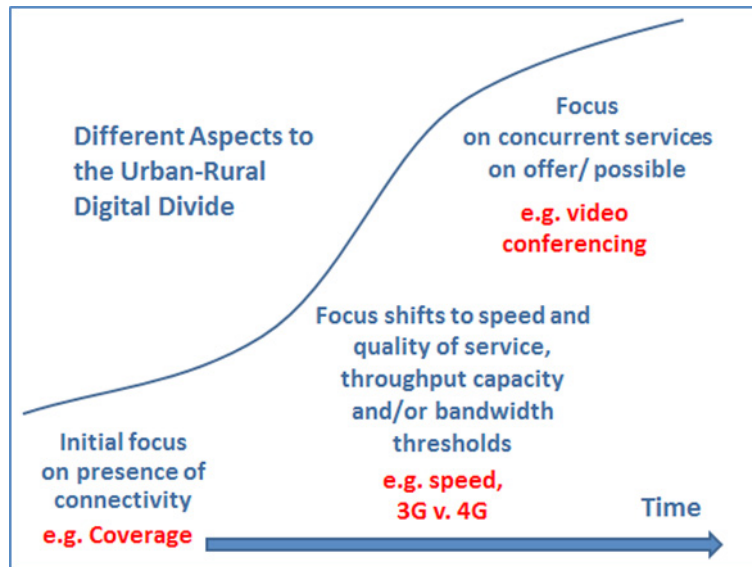 Different Aspects to
the Urban-Rural
Digital Divide
Focus
on concurrent services
on offer/ possible
e.g. video
conferencing
Focus shifts to speed and
quality of service,
throughput capacity
and/or bandwidth
thresholds
e.g. speed,
3G v. 4G
Initial focus
on presence of
connectivity
e.g. Coverage
Time